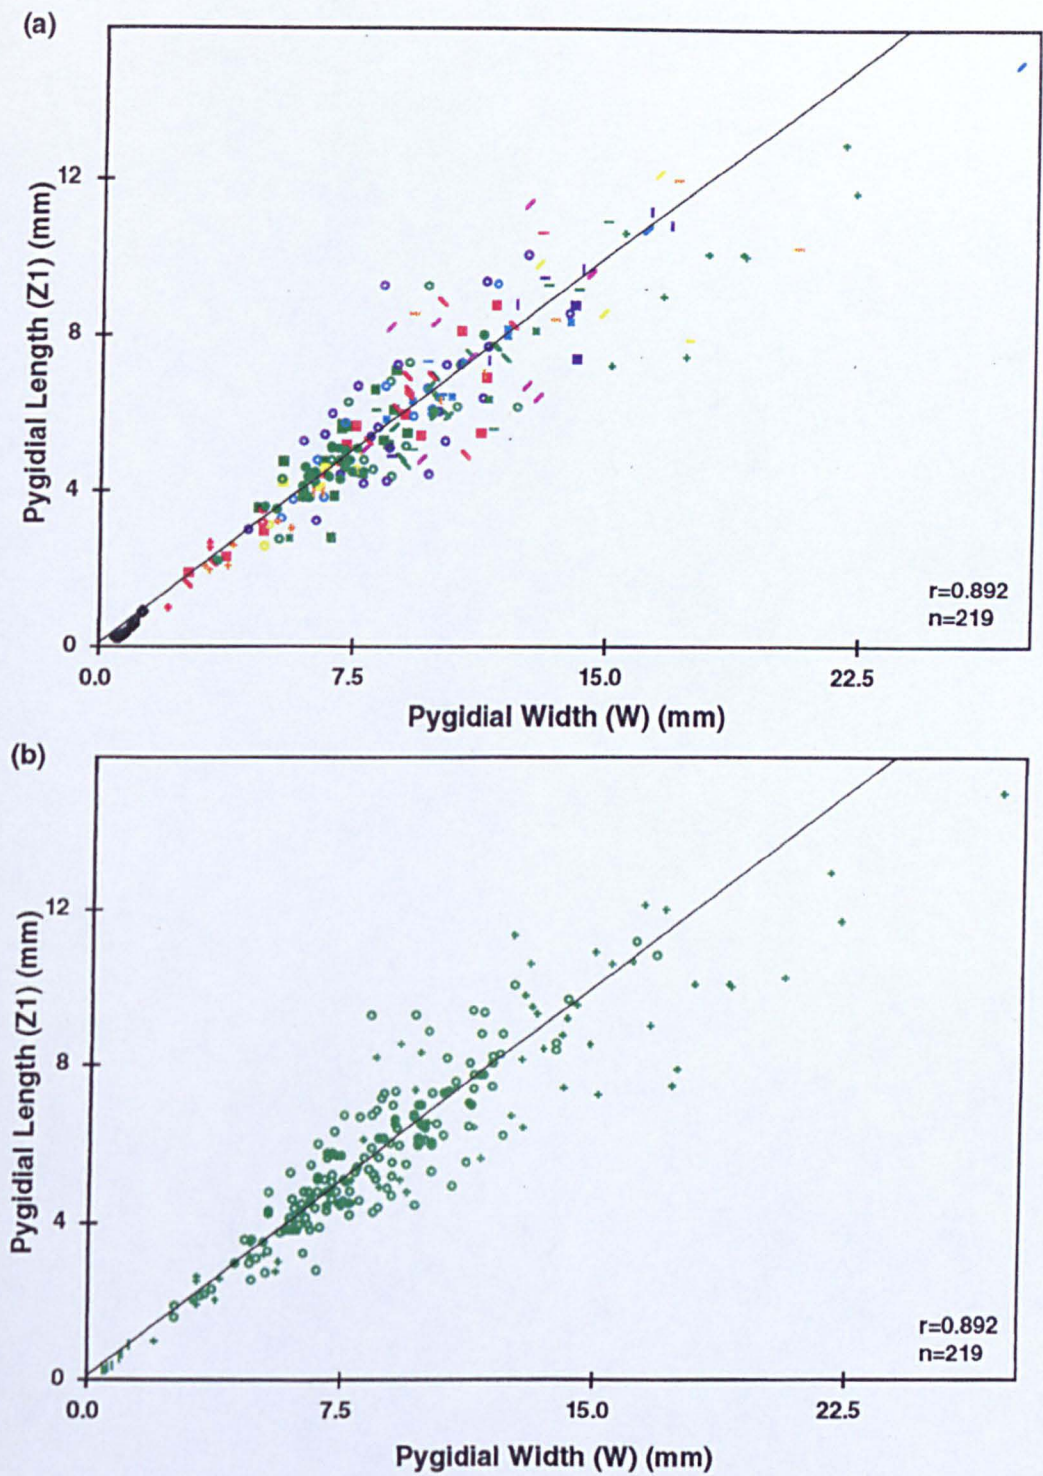 (a)
Pygidial Length (Z1) (mm)
12
8
4
0
r=0.892
n=219
0.0 7.5 15.0 22.5
Pygidial Width (W) (mm)
(b)
Pygidial Length (Z1) (mm)
12
8
4
0
r=0.892
n=219
0.0 7.5 15.0 22.5
Pygidial Width (W) (mm)